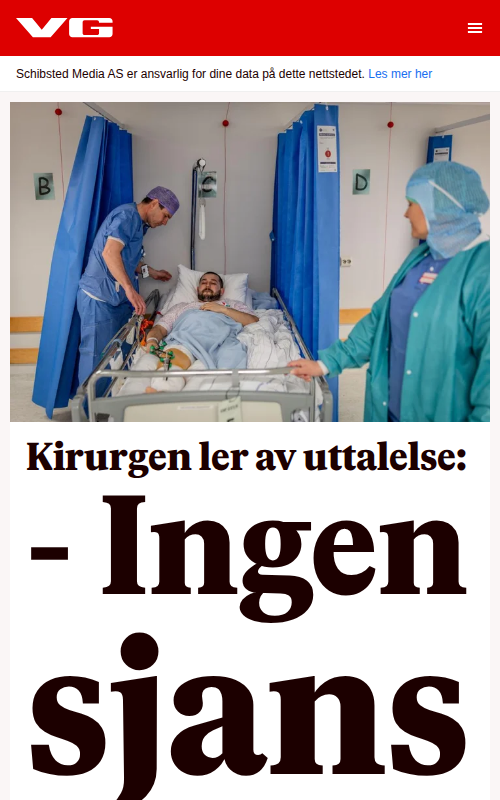 VG
Schibsted Media AS er ansvarlig for dine data på dette nettstedet. Les mer her
B
C
D
Kirurgen ler av uttalelse:
- Ingen
sjans